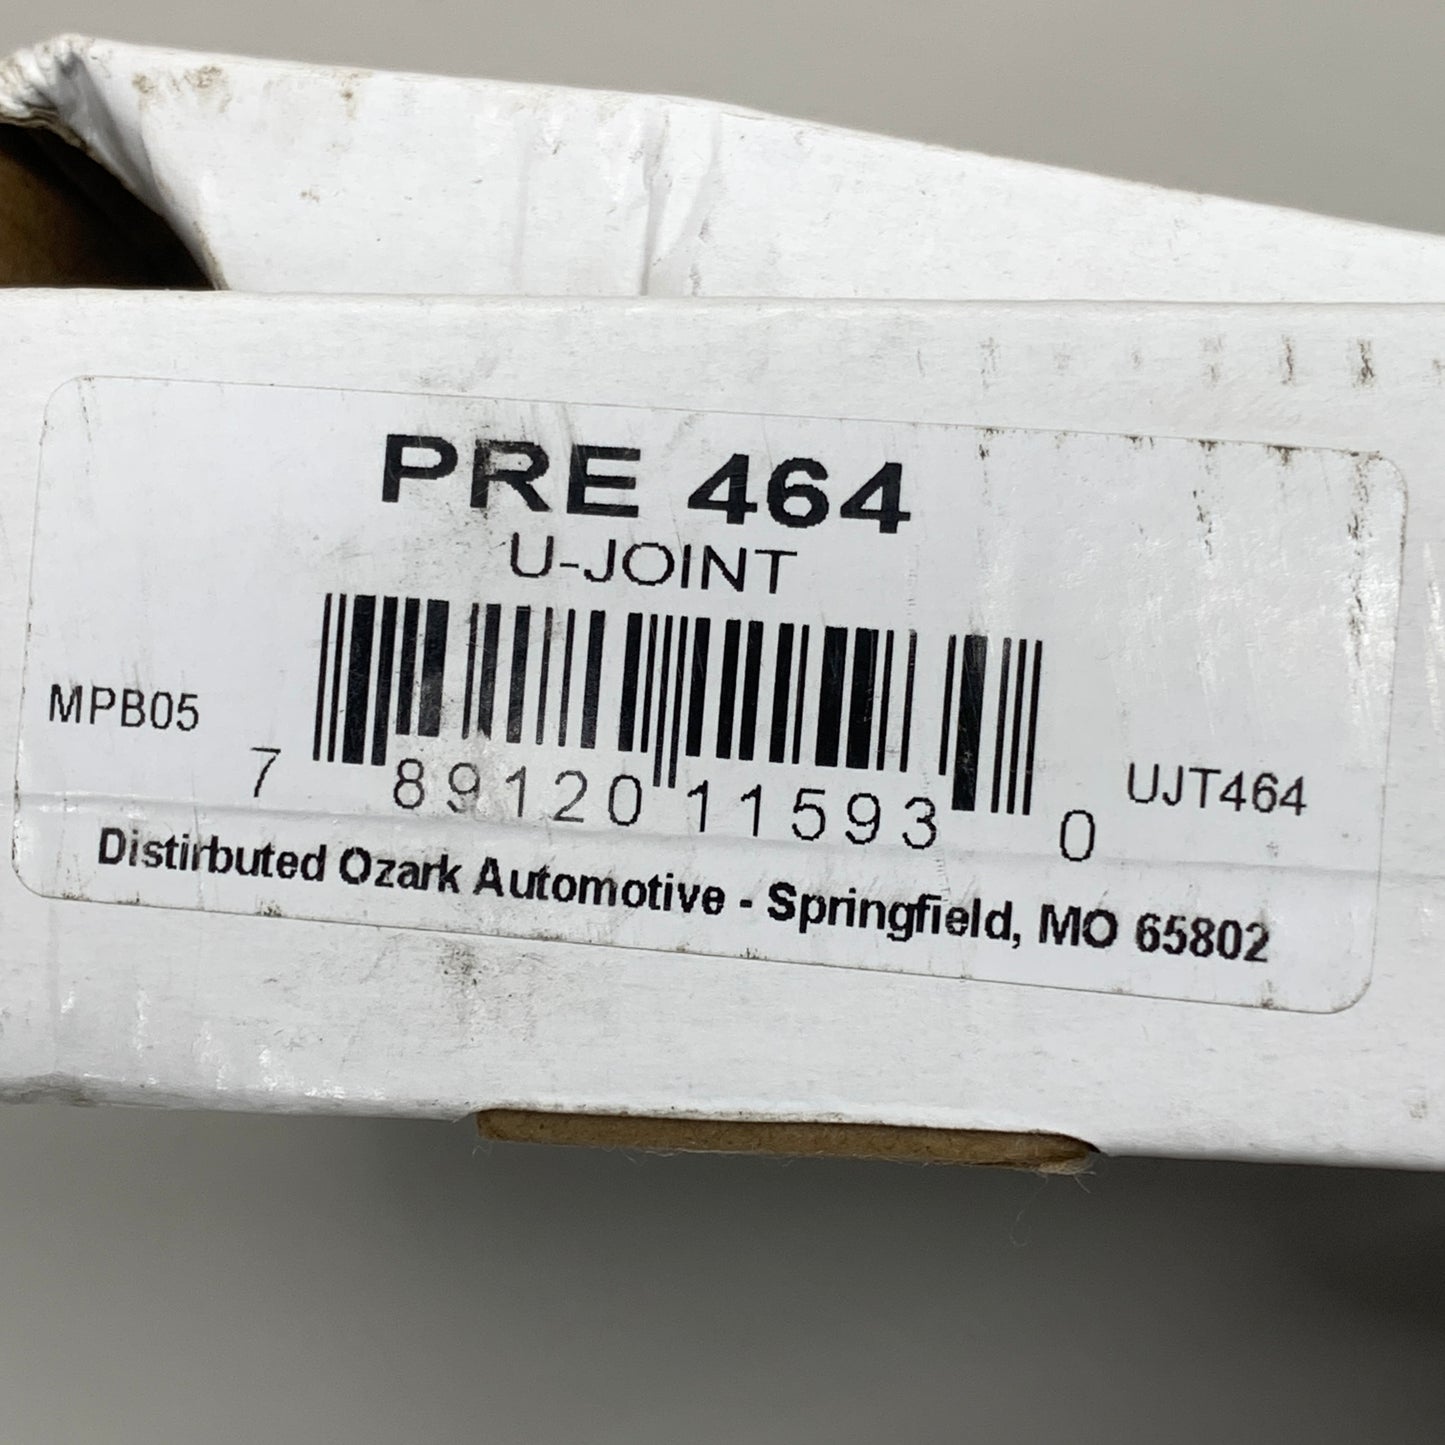 PRE 464
U-JOINT
MPB05
7 89120 11593 0
UJT464
Distirbuted Ozark Automotive - Springfield, MO 65802